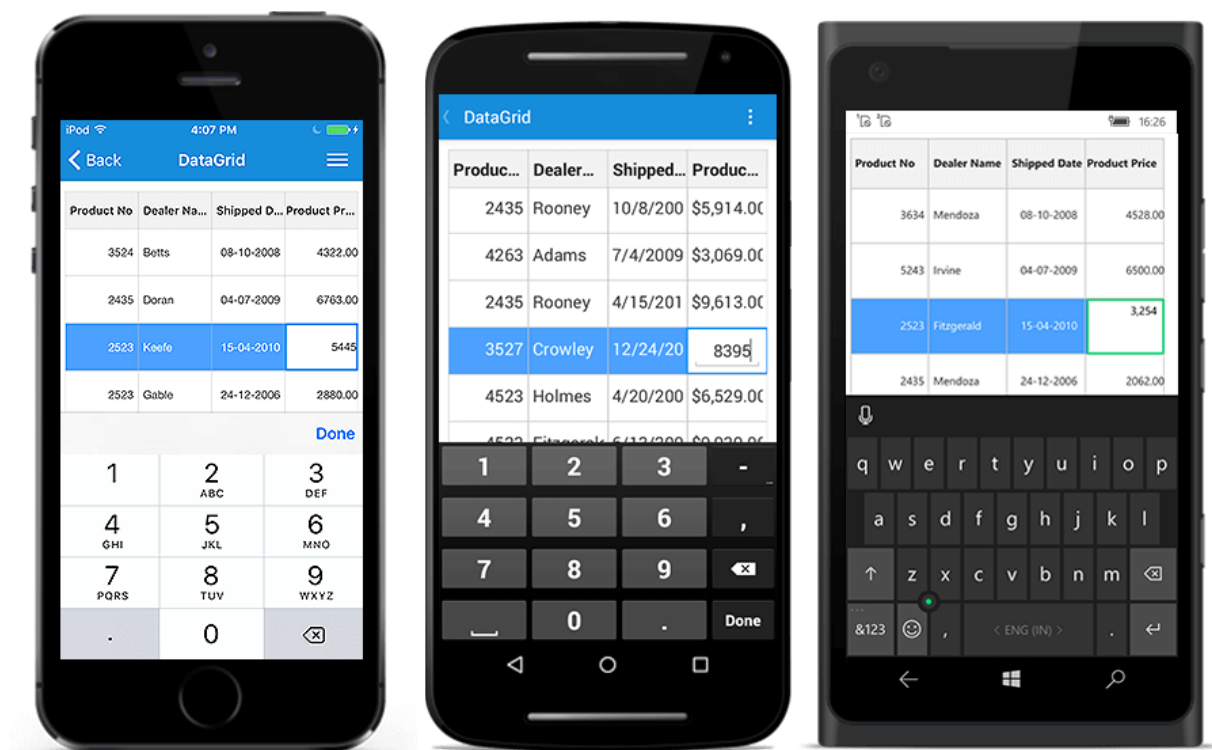 iPod 4:07 PM
Back DataGrid
Product No Dealer Na... Shipped D... Product Pr...
3524 Betts 08-10-2008 4322.00
2435 Doran 04-07-2009 6763.00
2523 Keefe 15-04-2010 5445
2523 Gable 24-12-2006 2880.00
Done
1 2 3
ABC DEF
4 5 6
GHI JKL MNO
7 8 9
PQRS TUV WXYZ
. 0
DataGrid
Produc... Dealer... Shipped... Produc...
2435 Rooney 10/8/200 $5,914.00
4263 Adams 7/4/2009 $3,069.00
2435 Rooney 4/15/201 $9,613.00
3527 Crowley 12/24/20 8395
4523 Holmes 4/20/200 $6,529.00
1 2 3 -
4 5 6 ,
7 8 9
0 . Done
16:26
Product No Dealer Name Shipped Date Product Price
3634 Mendoza 08-10-2008 4528.00
5243 Irvine 04-07-2009 6500.00
2523 Fitzgerald 15-04-2010 3,254
2435 Mendoza 24-12-2006 2062.00
q w e r t y u i o p
a s d f g h j k l
z x c v b n m
&123 , < ENG (IN) > .